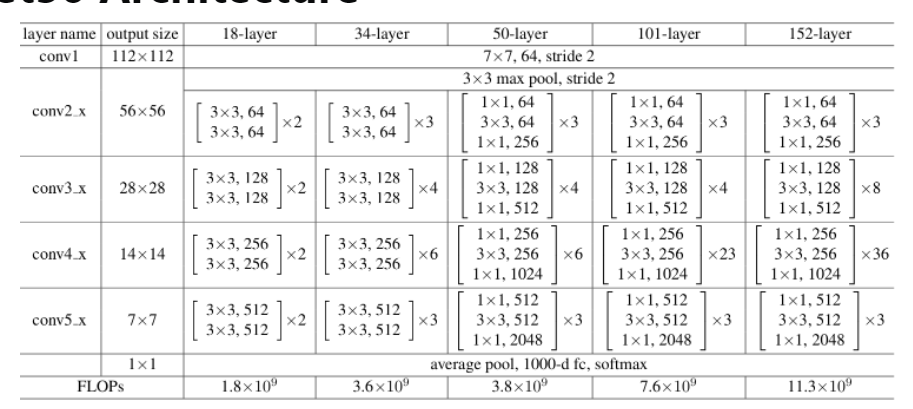 layer name output size 18-layer 34-layer 50-layer 101-layer 152-layer
conv1 112×112 7×7, 64, stride 2
3×3 max pool, stride 2
conv2_x 56×56 [3×3, 64 3×3, 64]×2 [3×3, 64 3×3, 64]×3 [1×1, 64 3×3, 64 1×1, 256]×3 [1×1, 64 3×3, 64 1×1, 256]×3 [1×1, 64 3×3, 64 1×1, 256]×3
conv3_x 28×28 [3×3, 128 3×3, 128]×2 [3×3, 128 3×3, 128]×4 [1×1, 128 3×3, 128 1×1, 512]×4 [1×1, 128 3×3, 128 1×1, 512]×4 [1×1, 128 3×3, 128 1×1, 512]×8
conv4_x 14×14 [3×3, 256 3×3, 256]×2 [3×3, 256 3×3, 256]×6 [1×1, 256 3×3, 256 1×1, 1024]×6 [1×1, 256 3×3, 256 1×1, 1024]×23 [1×1, 256 3×3, 256 1×1, 1024]×36
conv5_x 7×7 [3×3, 512 3×3, 512]×2 [3×3, 512 3×3, 512]×3 [1×1, 512 3×3, 512 1×1, 2048]×3 [1×1, 512 3×3, 512 1×1, 2048]×3 [1×1, 512 3×3, 512 1×1, 2048]×3
1×1 average pool, 1000-d fc, softmax
FLOPs 1.8×10⁹ 3.6×10⁹ 3.8×10⁹ 7.6×10⁹ 11.3×10⁹